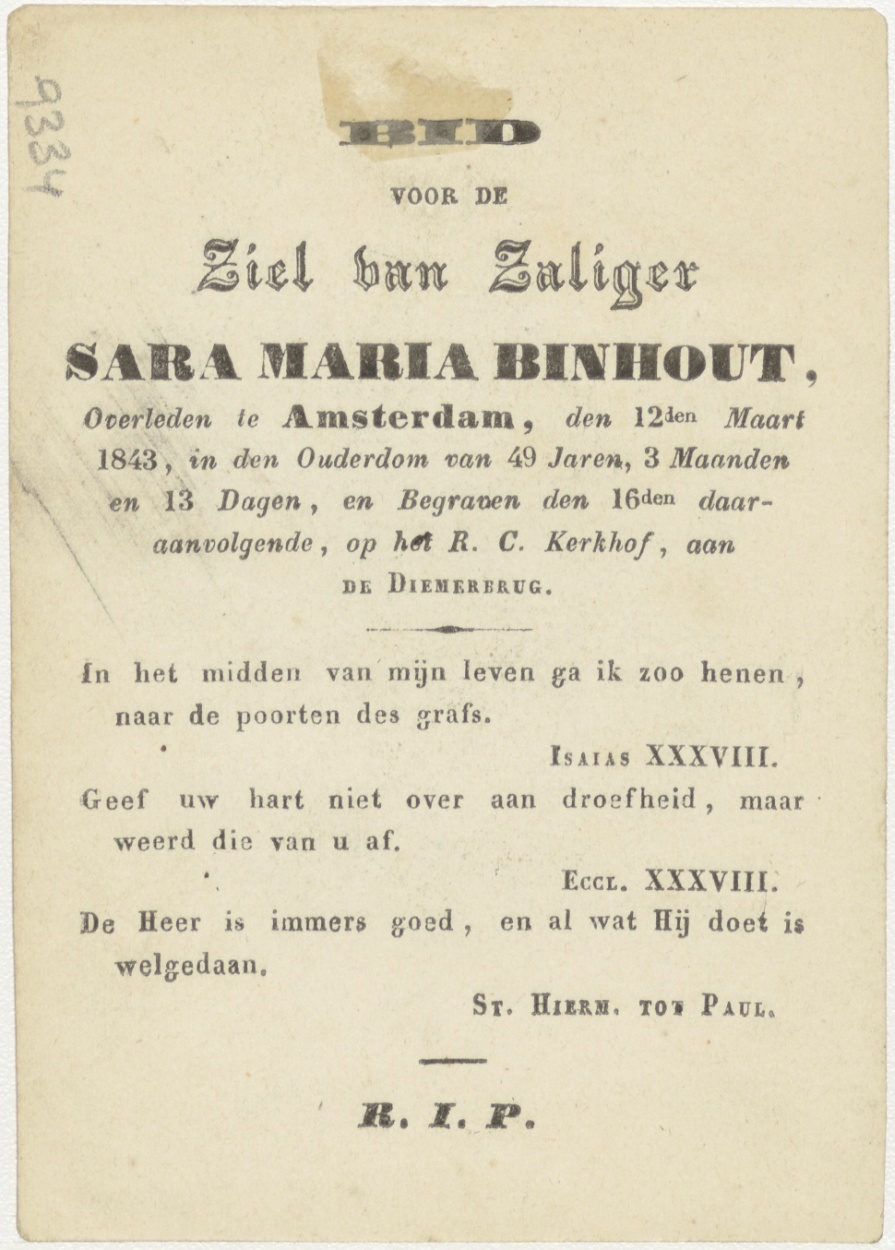 9334
BID
VOOR DE
Ziel van Zaliger
SARA MARIA BINHOUT,
Overleden te Amsterdam, den 12den Maart
1843, in den Ouderdom van 49 Jaren, 3 Maanden
en 13 Dagen, en Begraven den 16den daar-
aanvolgende, op het R. C. Kerkhof, aan
DE DIEMERBRUG.
In het midden van mijn leven ga ik zoo henen,
naar de poorten des grafs.
ISAIAS XXXVIII.
Geef uw hart niet over aan droefheid, maar
weerd die van u af.
ECCL. XXXVIII.
De Heer is immers goed, en al wat Hij doet is
welgedaan.
ST. HIERM. TOT PAUL.
R. I. P.